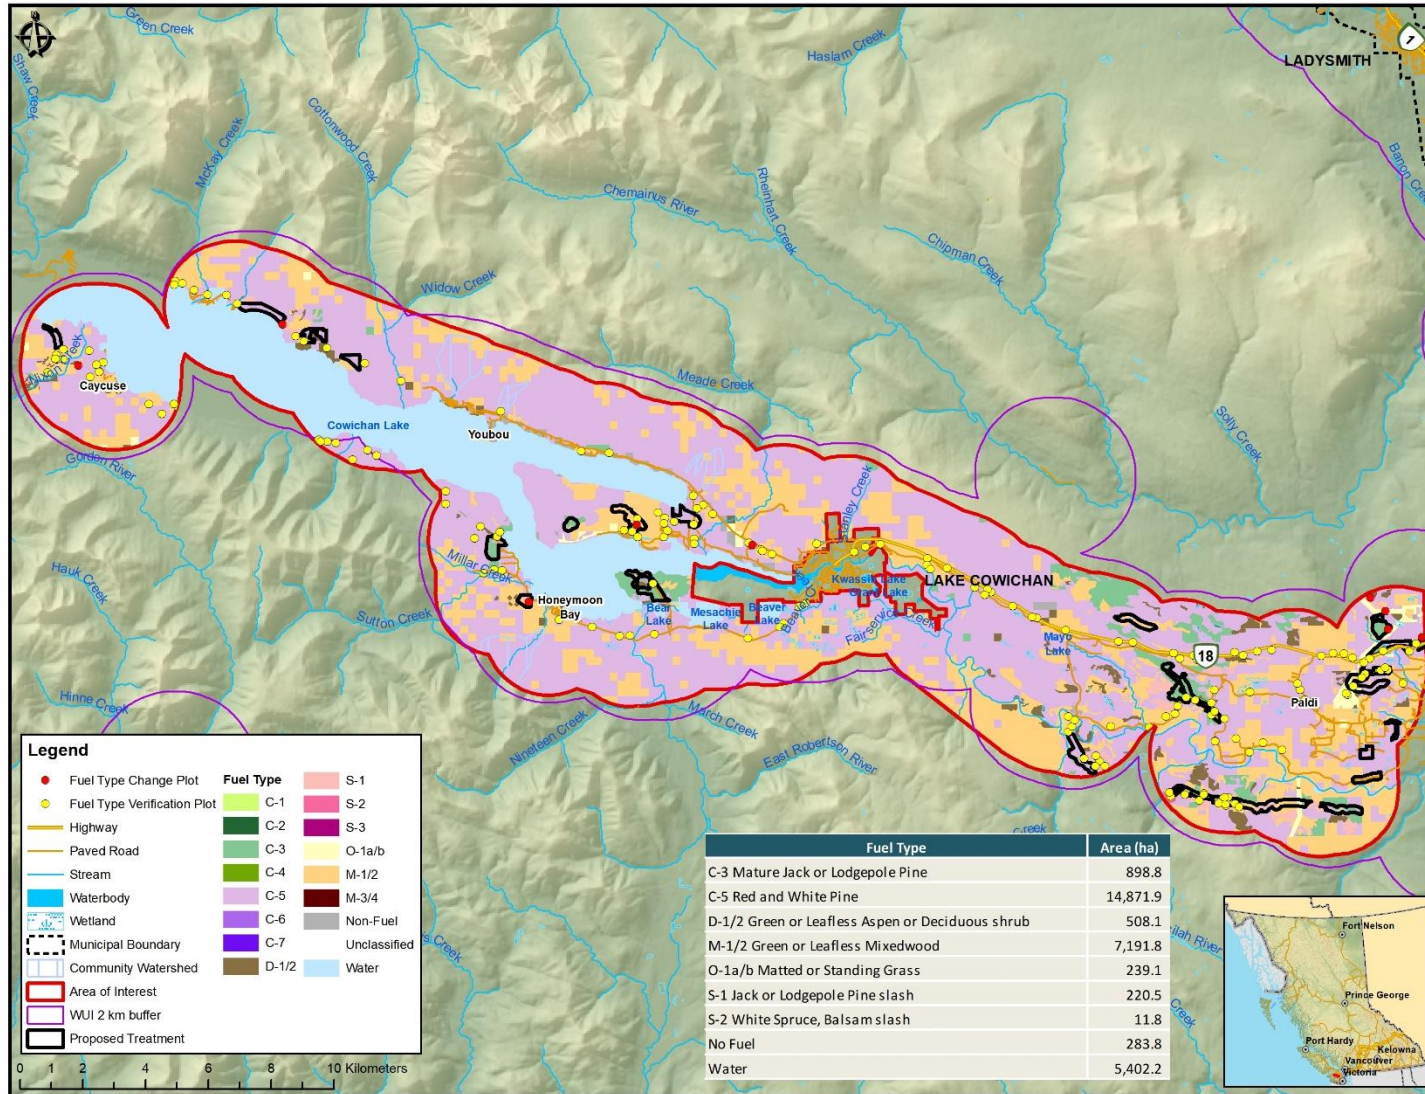 Green Creek
Haslam Creek
LADYSMITH
1
Shaw Creek
McKay Creek
Cottonwood Creek
Chemainus River
Rheinhart Creek
Chipman Creek
Banon Creek
Widow Creek
Meade Creek
Solly Creek
Nixon Creek
Caycuse
Cowichan Lake
Youbou
Gordon River
Stanley Creek
Hauk Creek
Millar Creek
Honeymoon
Bay
Sutton Creek
Bear
Lake
Mesachie
Lake
Beaver
Lake
Beaver Creek
Kwassin Lake
Grant Lake
LAKE COWICHAN
Fairservice Creek
Mayo
Lake
18
Paldi
Hinne Creek
Nineteen Creek
March Creek
East Robertson River
Creek
Legend
Fuel Type Change Plot
Fuel Type Verification Plot
Highway
Paved Road
Stream
Waterbody
Wetland
Municipal Boundary
Community Watershed
Area of Interest
WUI 2 km buffer
Proposed Treatment
Fuel Type
C-1
C-2
C-3
C-4
C-5
C-6
C-7
D-1/2
S-1
S-2
S-3
O-1a/b
M-1/2
M-3/4
Non-Fuel
Unclassified
Water
0 2 4 6 8 10 Kilometers
Fuel Type Area (ha)
C-3 Mature Jack or Lodgepole Pine 898.8
C-5 Red and White Pine 14,871.9
D-1/2 Green or Leafless Aspen or Deciduous shrub 508.1
M-1/2 Green or Leafless Mixedwood 7,191.8
O-1a/b Matted or Standing Grass 239.1
S-1 Jack or Lodgepole Pine slash 220.5
S-2 White Spruce, Balsam slash 11.8
No Fuel 283.8
Water 5,402.2
Fort Nelson
Prince George
Port Hardy
Kelowna
Vancouver
Victoria